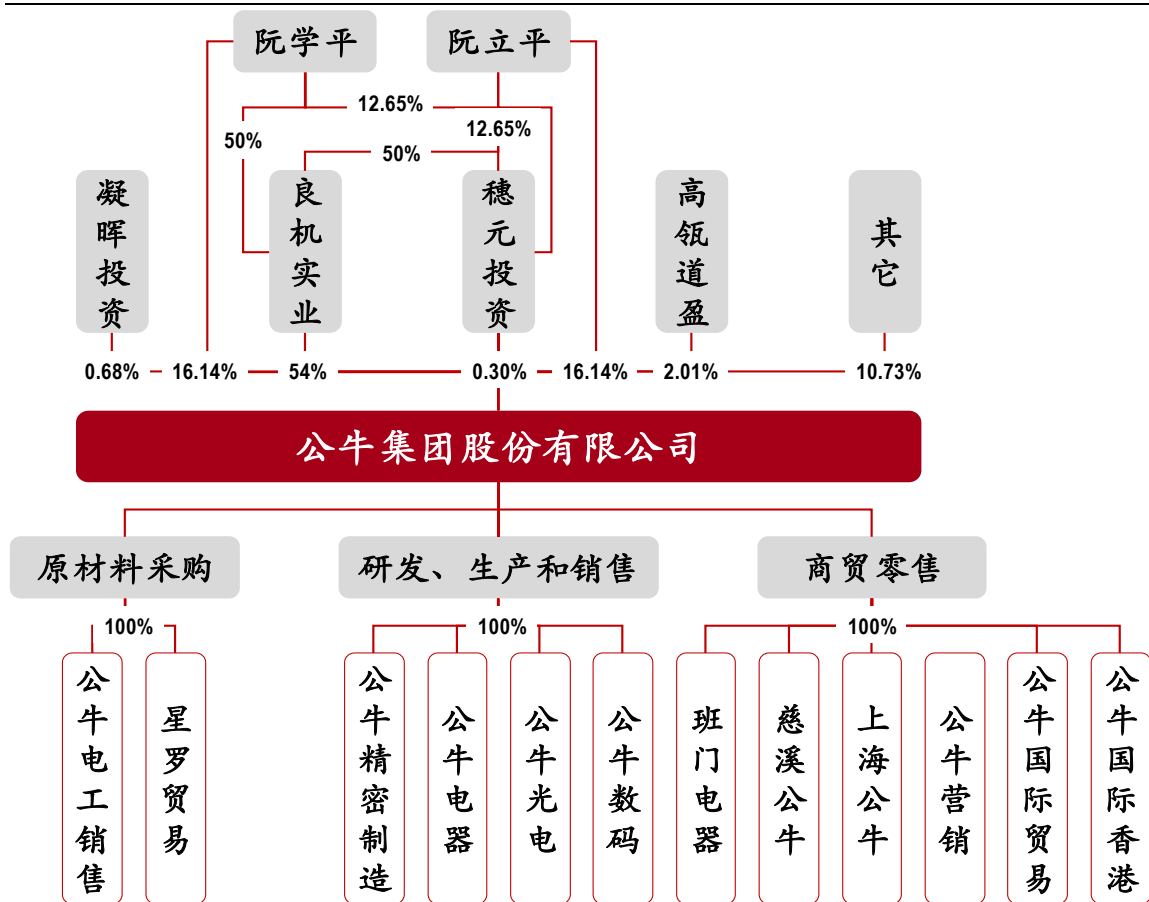 阮学平
阮立平
12.65%
12.65%
50%
50%
凝晖投资
良机实业
穗元投资
高瓴道盈
其它
0.68%
16.14%
54%
0.30%
16.14%
2.01%
10.73%
公牛集团股份有限公司
原材料采购
研发、生产和销售
商贸零售
100%
100%
100%
公牛电工销售
星罗贸易
公牛精密制造
公牛电器
公牛光电
公牛数码
班门电器
慈溪公牛
上海公牛
公牛营销
公牛国际贸易
公牛国际香港